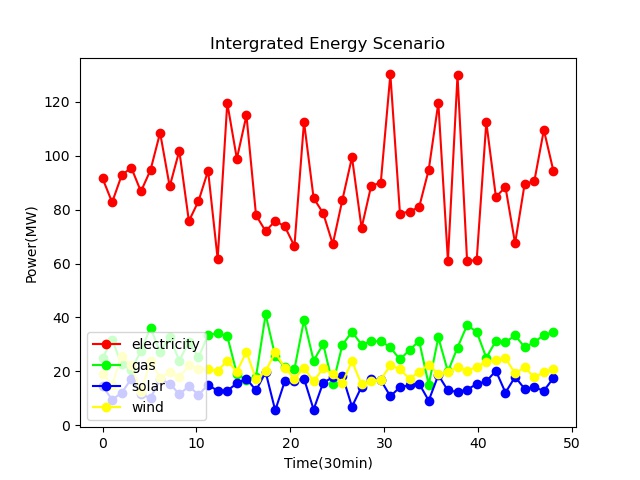 Intergrated Energy Scenario
Power(MW)
120
100
80
60
40
20
0
electricity
gas
solar
wind
0 10 20 30 40 50
Time(30min)